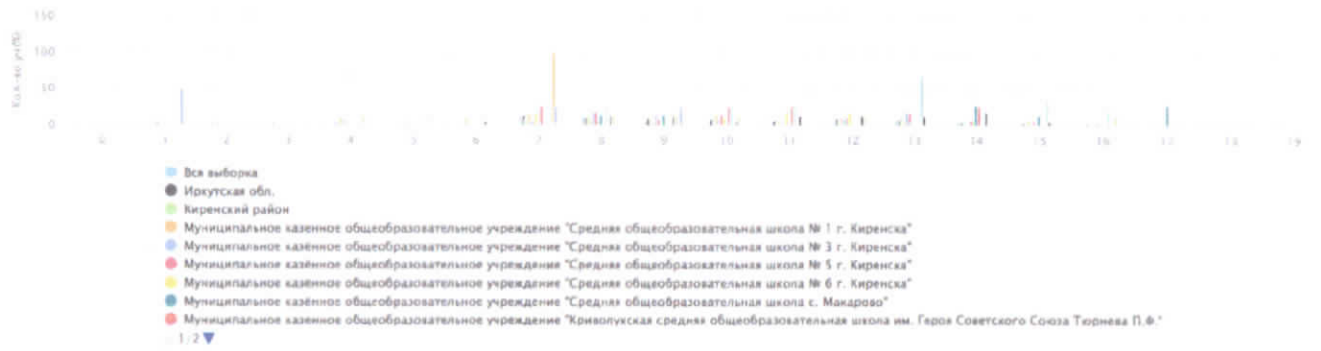 150
Кол-во уч(%)
100
50
0
0 1 2 3 4 5 6 7 8 9 10 11 12 13 14 15 16 17 18 19
Вся выборка
Иркутская обл.
Киренский район
Муниципальное казенное общеобразовательное учреждение "Средняя общеобразовательная школа № 1 г. Киренска"
Муниципальное казённое общеобразовательное учреждение "Средняя общеобразовательная школа № 3 г. Киренска"
Муниципальное казённое общеобразовательное учреждение "Средняя общеобразовательная школа № 5 г. Киренска"
Муниципальное казённое общеобразовательное учреждение "Средняя общеобразовательная школа № 6 г. Киренска"
Муниципальное казённое общеобразовательное учреждение "Средняя общеобразовательная школа с. Макарово"
Муниципальное казённое общеобразовательное учреждение "Криволукская средняя общеобразовательная школа им. Героя Советского Союза Тюрнева П.Ф."
1/2